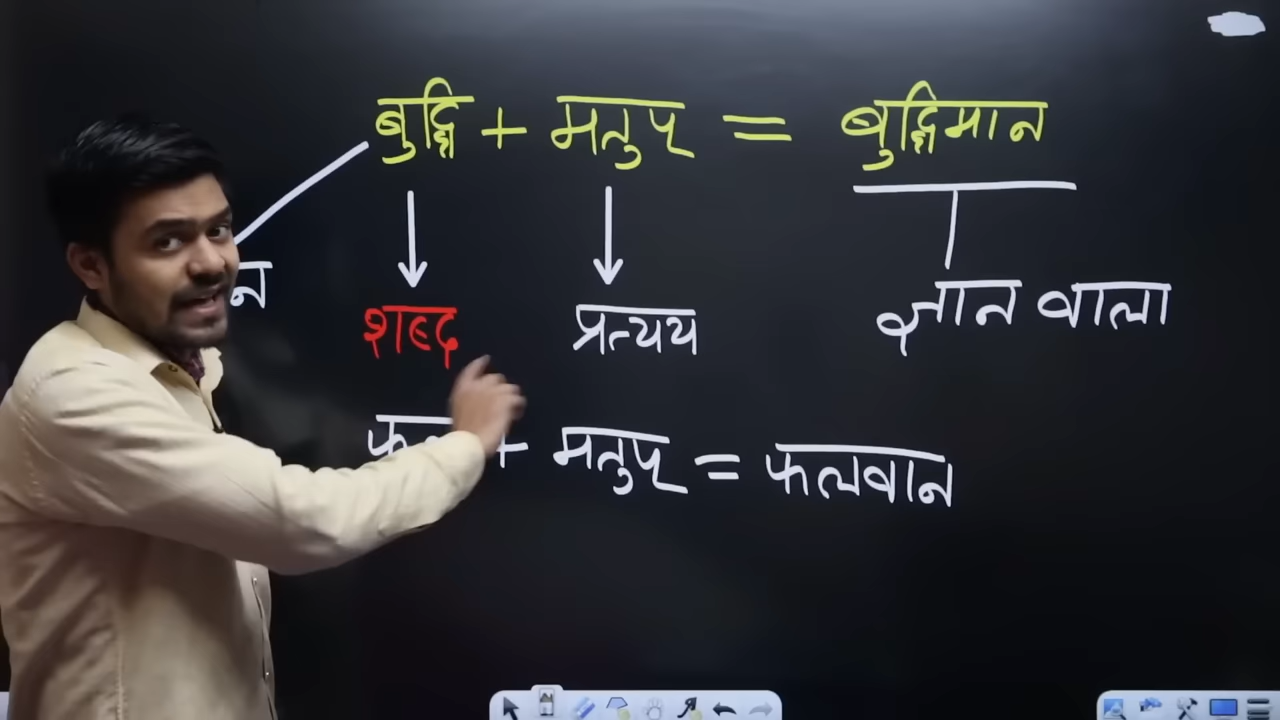 बुद्धि + मतुप् = बुद्धिमान
न
शब्द प्रत्यय ज्ञान वाला
+ मतुप् = फलवान